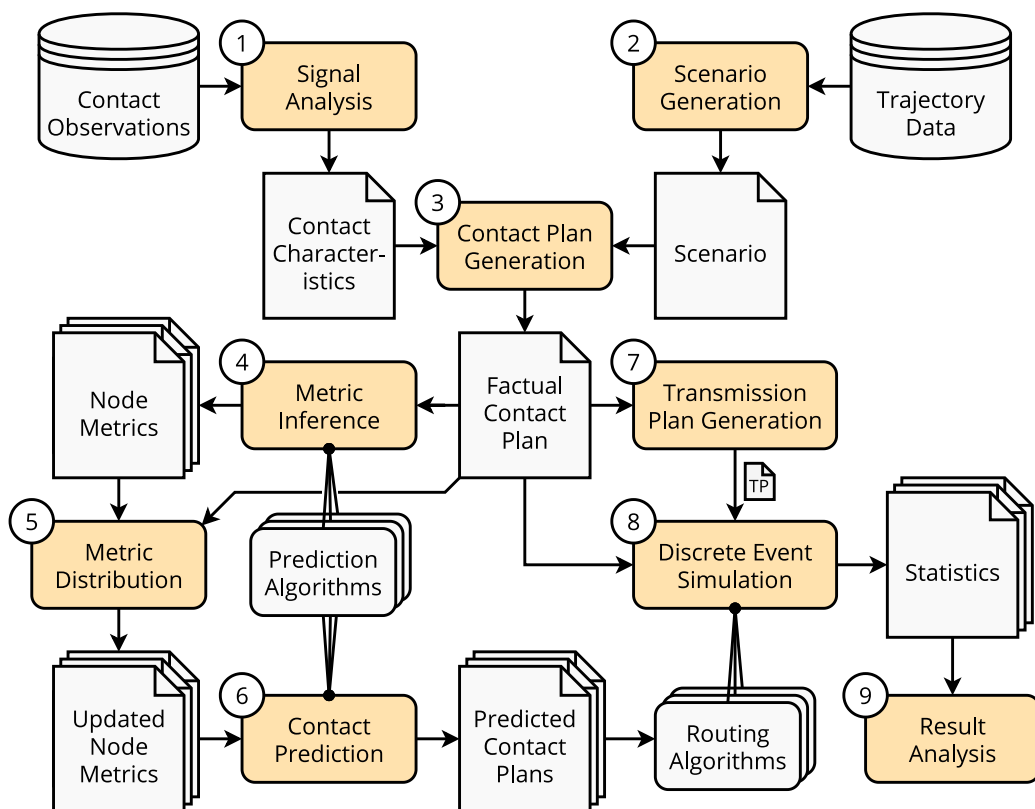 1
Signal
Analysis
2
Scenario
Generation
Contact
Observations
Trajectory
Data
3
Contact Plan
Generation
Contact
Character-
istics
Scenario
4
Metric
Inference
Node
Metrics
Factual
Contact
Plan
7
Transmission
Plan Generation
TP
5
Metric
Distribution
Prediction
Algorithms
8
Discrete Event
Simulation
Statistics
6
Contact
Prediction
Updated
Node
Metrics
Predicted
Contact
Plans
Routing
Algorithms
9
Result
Analysis